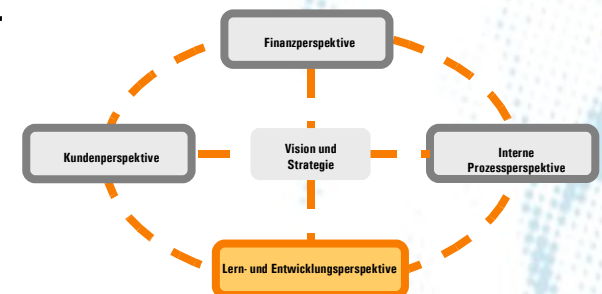 Finanzperspektive
Kundenperspektive
Vision und
Strategie
Interne
Prozessperspektive
Lern- und Entwicklungsperspektive